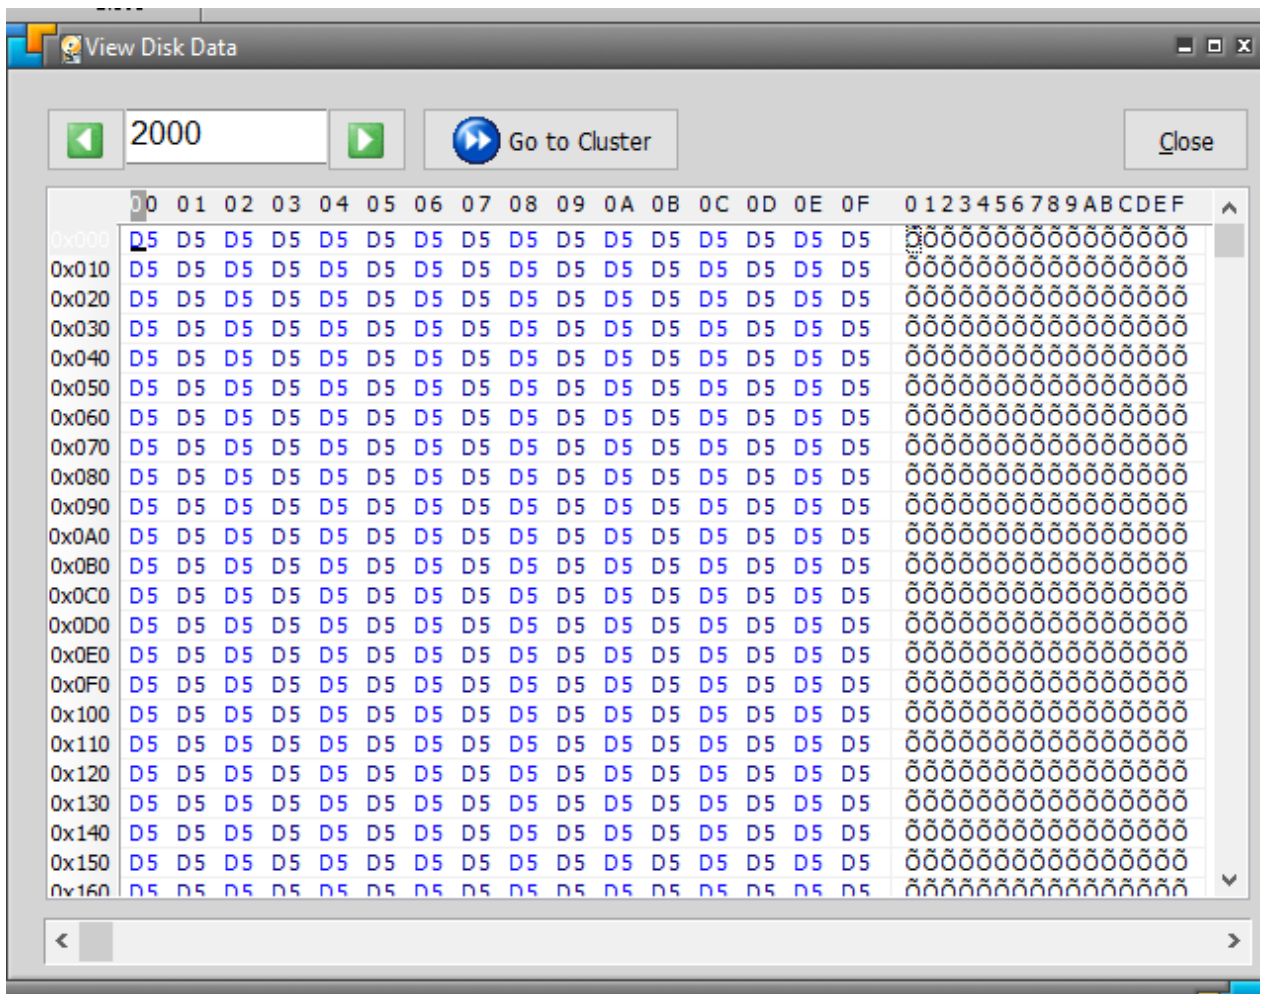 View Disk Data
2000
Go to Cluster
Close
00 01 02 03 04 05 06 07 08 09 0A 0B 0C 0D 0E 0F 0123456789ABCDEF
0x000 D5 D5 D5 D5 D5 D5 D5 D5 D5 D5 D5 D5 D5 D5 D5 D5 ÕÕÕÕÕÕÕÕÕÕÕÕÕÕÕÕ
0x010 D5 D5 D5 D5 D5 D5 D5 D5 D5 D5 D5 D5 D5 D5 D5 D5 ÕÕÕÕÕÕÕÕÕÕÕÕÕÕÕÕ
0x020 D5 D5 D5 D5 D5 D5 D5 D5 D5 D5 D5 D5 D5 D5 D5 D5 ÕÕÕÕÕÕÕÕÕÕÕÕÕÕÕÕ
0x030 D5 D5 D5 D5 D5 D5 D5 D5 D5 D5 D5 D5 D5 D5 D5 D5 ÕÕÕÕÕÕÕÕÕÕÕÕÕÕÕÕ
0x040 D5 D5 D5 D5 D5 D5 D5 D5 D5 D5 D5 D5 D5 D5 D5 D5 ÕÕÕÕÕÕÕÕÕÕÕÕÕÕÕÕ
0x050 D5 D5 D5 D5 D5 D5 D5 D5 D5 D5 D5 D5 D5 D5 D5 D5 ÕÕÕÕÕÕÕÕÕÕÕÕÕÕÕÕ
0x060 D5 D5 D5 D5 D5 D5 D5 D5 D5 D5 D5 D5 D5 D5 D5 D5 ÕÕÕÕÕÕÕÕÕÕÕÕÕÕÕÕ
0x070 D5 D5 D5 D5 D5 D5 D5 D5 D5 D5 D5 D5 D5 D5 D5 D5 ÕÕÕÕÕÕÕÕÕÕÕÕÕÕÕÕ
0x080 D5 D5 D5 D5 D5 D5 D5 D5 D5 D5 D5 D5 D5 D5 D5 D5 ÕÕÕÕÕÕÕÕÕÕÕÕÕÕÕÕ
0x090 D5 D5 D5 D5 D5 D5 D5 D5 D5 D5 D5 D5 D5 D5 D5 D5 ÕÕÕÕÕÕÕÕÕÕÕÕÕÕÕÕ
0x0A0 D5 D5 D5 D5 D5 D5 D5 D5 D5 D5 D5 D5 D5 D5 D5 D5 ÕÕÕÕÕÕÕÕÕÕÕÕÕÕÕÕ
0x0B0 D5 D5 D5 D5 D5 D5 D5 D5 D5 D5 D5 D5 D5 D5 D5 D5 ÕÕÕÕÕÕÕÕÕÕÕÕÕÕÕÕ
0x0C0 D5 D5 D5 D5 D5 D5 D5 D5 D5 D5 D5 D5 D5 D5 D5 D5 ÕÕÕÕÕÕÕÕÕÕÕÕÕÕÕÕ
0x0D0 D5 D5 D5 D5 D5 D5 D5 D5 D5 D5 D5 D5 D5 D5 D5 D5 ÕÕÕÕÕÕÕÕÕÕÕÕÕÕÕÕ
0x0E0 D5 D5 D5 D5 D5 D5 D5 D5 D5 D5 D5 D5 D5 D5 D5 D5 ÕÕÕÕÕÕÕÕÕÕÕÕÕÕÕÕ
0x0F0 D5 D5 D5 D5 D5 D5 D5 D5 D5 D5 D5 D5 D5 D5 D5 D5 ÕÕÕÕÕÕÕÕÕÕÕÕÕÕÕÕ
0x100 D5 D5 D5 D5 D5 D5 D5 D5 D5 D5 D5 D5 D5 D5 D5 D5 ÕÕÕÕÕÕÕÕÕÕÕÕÕÕÕÕ
0x110 D5 D5 D5 D5 D5 D5 D5 D5 D5 D5 D5 D5 D5 D5 D5 D5 ÕÕÕÕÕÕÕÕÕÕÕÕÕÕÕÕ
0x120 D5 D5 D5 D5 D5 D5 D5 D5 D5 D5 D5 D5 D5 D5 D5 D5 ÕÕÕÕÕÕÕÕÕÕÕÕÕÕÕÕ
0x130 D5 D5 D5 D5 D5 D5 D5 D5 D5 D5 D5 D5 D5 D5 D5 D5 ÕÕÕÕÕÕÕÕÕÕÕÕÕÕÕÕ
0x140 D5 D5 D5 D5 D5 D5 D5 D5 D5 D5 D5 D5 D5 D5 D5 D5 ÕÕÕÕÕÕÕÕÕÕÕÕÕÕÕÕ
0x150 D5 D5 D5 D5 D5 D5 D5 D5 D5 D5 D5 D5 D5 D5 D5 D5 ÕÕÕÕÕÕÕÕÕÕÕÕÕÕÕÕ
0x160 D5 D5 D5 D5 D5 D5 D5 D5 D5 D5 D5 D5 D5 D5 D5 D5 ÕÕÕÕÕÕÕÕÕÕÕÕÕÕÕÕ